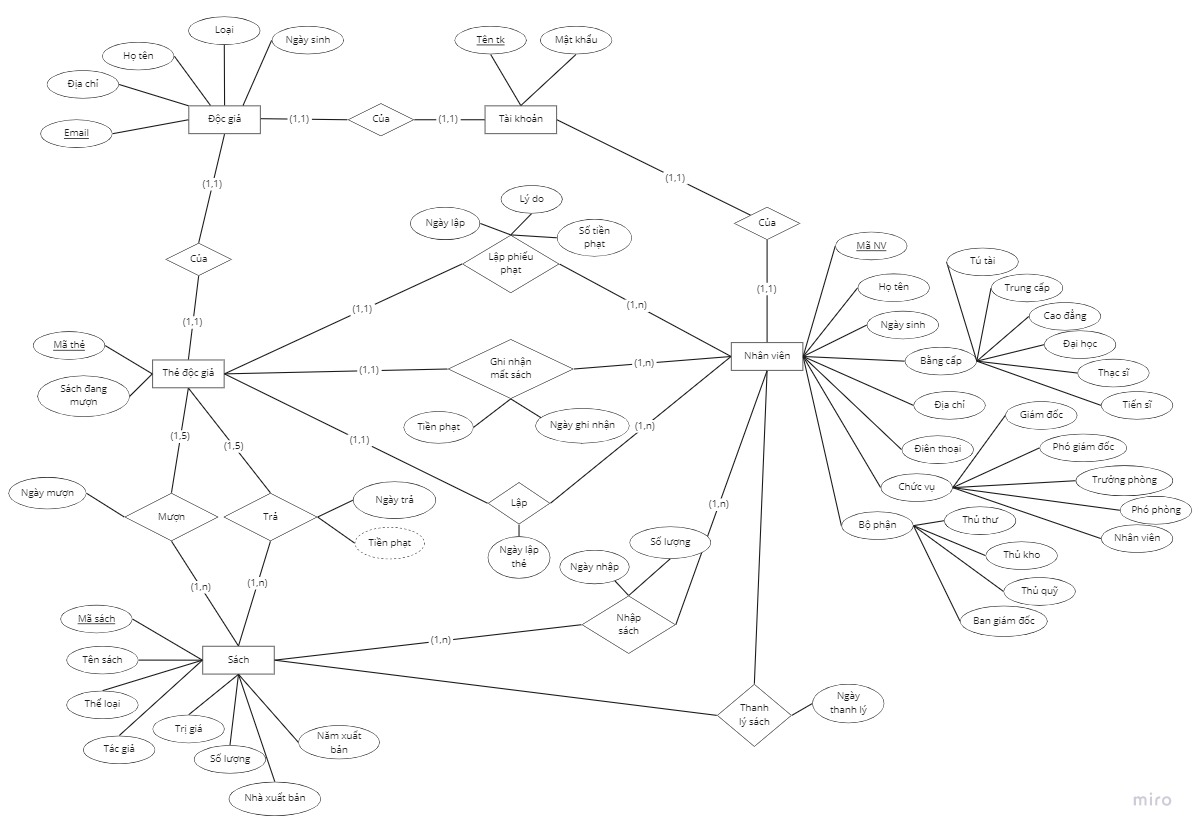 Loại
Ngày sinh
Họ tên
Địa chỉ
Email
Độc giả
(1,1)
Của
(1,1)
Tên tk
Mật khẩu
Tài khoản
(1,1)
Của
(1,1)
(1,1)
Của
(1,1)
Lý do
Ngày lập
Số tiền
phạt
Lập phiếu
phạt
(1,1)
(1,n)
Mã thẻ
Sách đang
mượn
Thẻ độc giả
(1,1)
Ghi nhận
mất sách
(1,n)
Tiền phạt
Ngày ghi nhận
Nhân viên
Mã NV
Họ tên
Ngày sinh
Bằng cấp
Địa chỉ
Điên thoại
Chức vụ
Bộ phận
Tú tài
Trung cấp
Cao đẳng
Đại học
Thạc sĩ
Tiến sĩ
Giám đốc
Phó giám đốc
Trưởng phòng
Phó phòng
Nhân viên
Thủ thư
Thủ kho
Thủ quỹ
Ban giám đốc
(1,5)
(1,5)
(1,1)
(1,n)
Lập
Ngày lập
thẻ
Ngày mượn
Mượn
Trả
Ngày trả
Tiền phạt
(1,n)
(1,n)
(1,n)
Số lượng
Ngày nhập
Nhập
sách
(1,n)
Mã sách
Tên sách
Thể loại
Tác giả
Sách
Trị giá
Số lượng
Nhà xuất bản
Năm xuất
bản
Thanh
lý sách
Ngày
thanh lý
miro